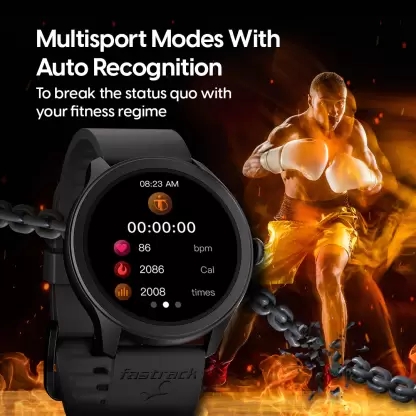 Multisport Modes With
Auto Recognition
To break the status quo with
your fitness regime
08:23 AM
00:00:00
86 bpm
2086 Cal
2008 times
fastrack